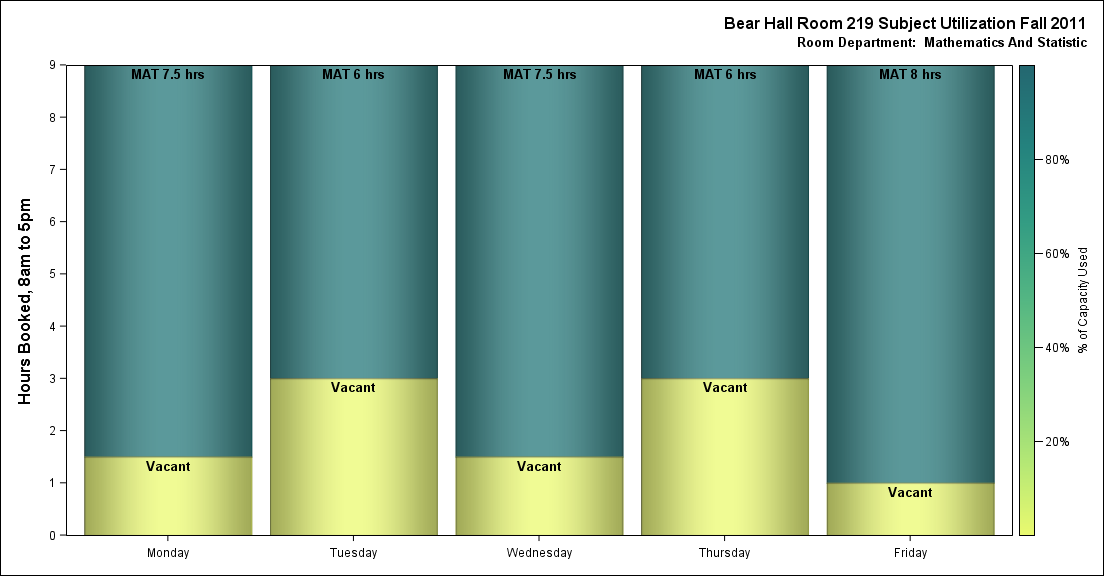 Bear Hall Room 219 Subject Utilization Fall 2011
Room Department:  Mathematics And Statistic
Hours Booked, 8am to 5pm
9
8
7
6
5
4
3
2
1
0
MAT 7.5 hrs
MAT 6 hrs
MAT 7.5 hrs
MAT 6 hrs
MAT 8 hrs
Vacant
Vacant
Vacant
Vacant
Vacant
Monday
Tuesday
Wednesday
Thursday
Friday
80%
60%
40%
20%
% of Capacity Used